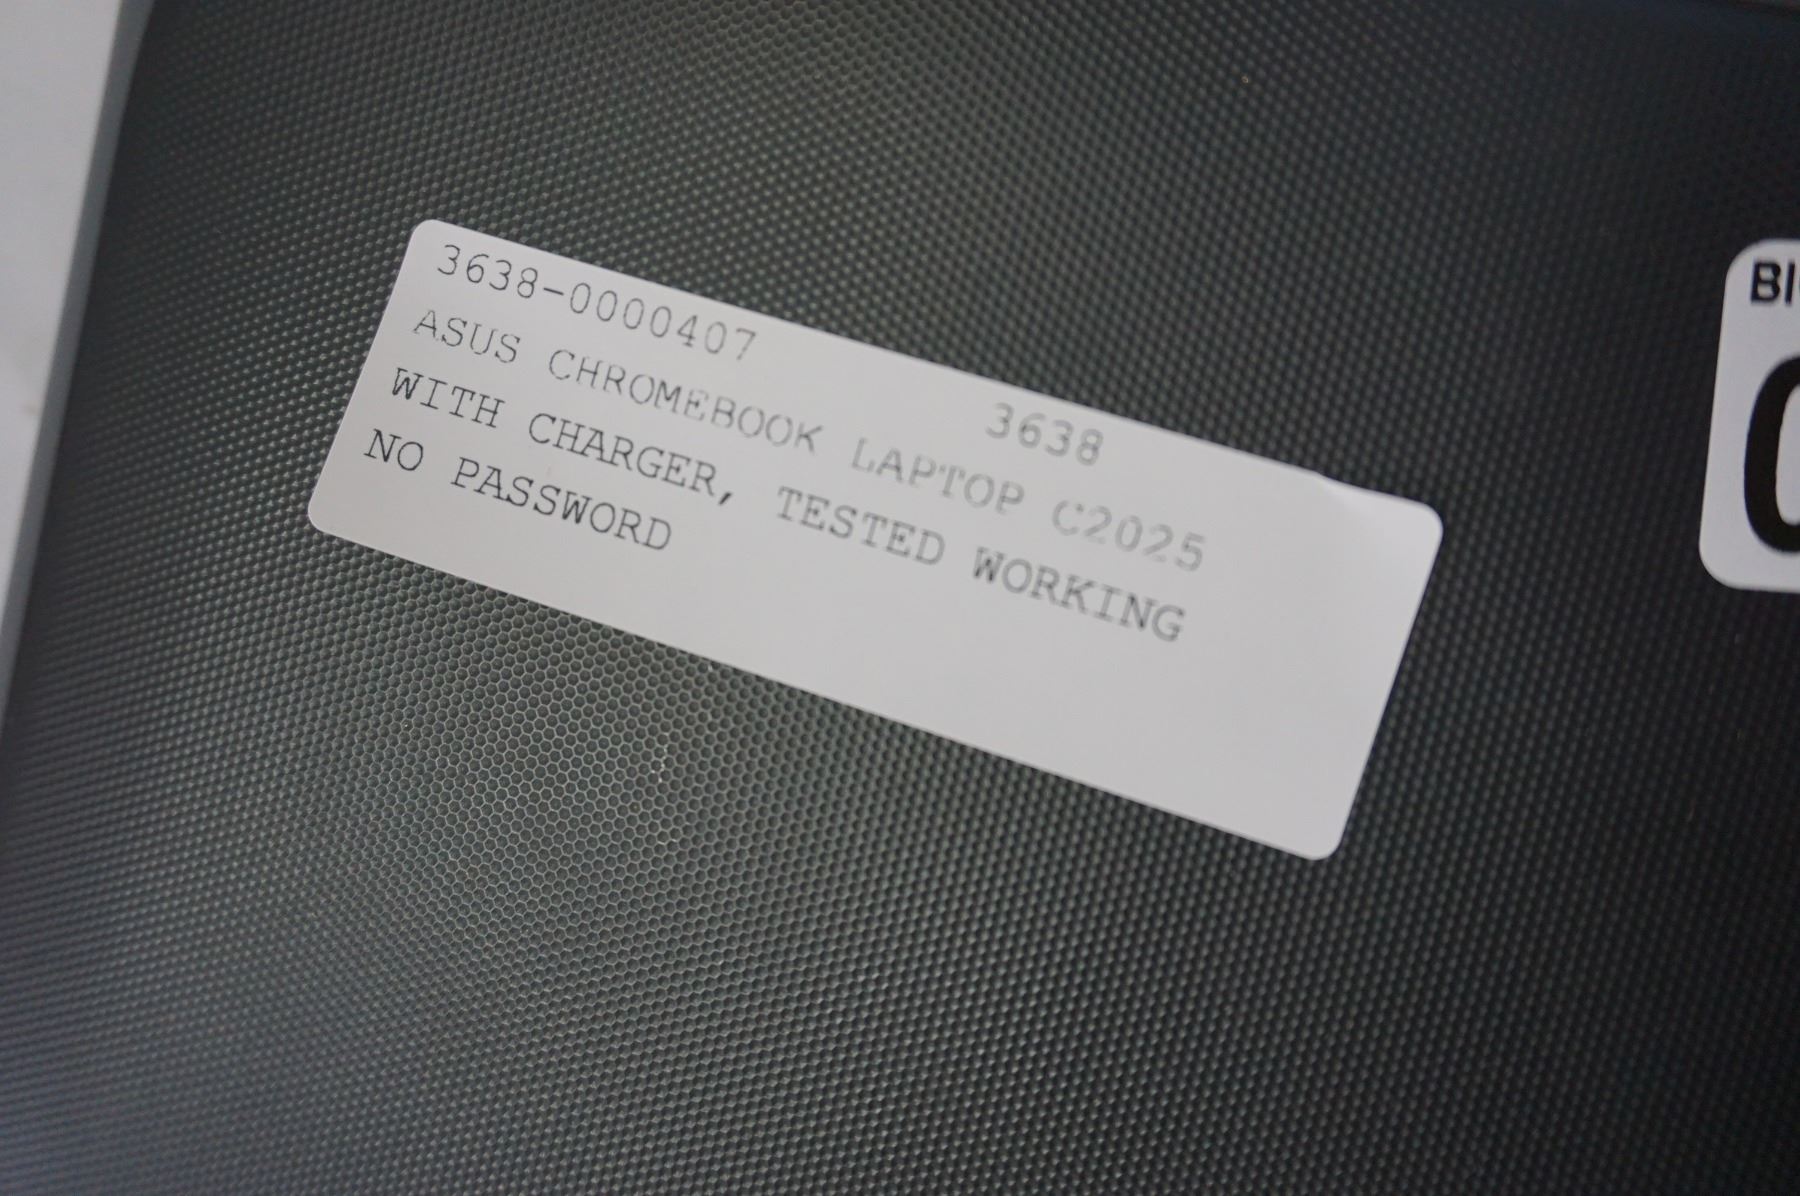 3638-0000407 3638
ASUS CHROMEBOOK LAPTOP C2025
WITH CHARGER, TESTED WORKING
NO PASSWORD